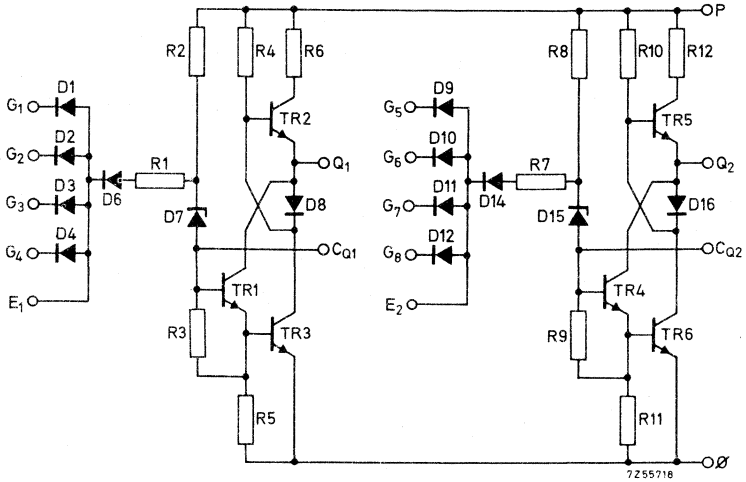 P
R2 R4 R6 R8 R10 R12
D1 D9
G1 TR2 G5 TR5
D2 D10
G2 R1 Q1 G6 R7 Q2
D3 D11
G3 D6 D8 G7 D14 D16
D4 D7 D12 D15
G4 CQ1 G8 CQ2
E1 TR1 E2 TR4
R3 TR3 R9 TR6
R5 R11
Ø
7Z55718